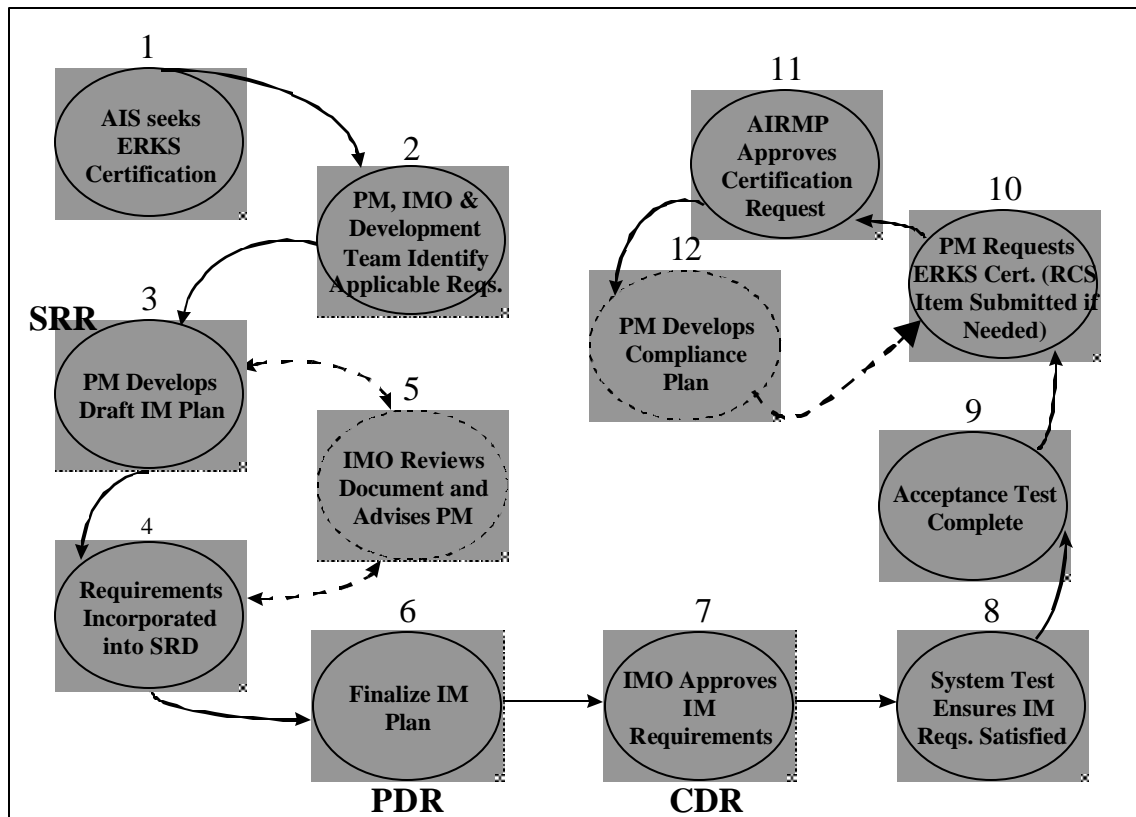 1
AIS seeks
ERKS
Certification
2
PM, IMO &
Development
Team Identify
Applicable Reqs.
SRR
3
PM Develops
Draft IM Plan
4
Requirements
Incorporated
into SRD
5
IMO Reviews
Document and
Advises PM
6
Finalize IM
Plan
PDR
7
IMO Approves
IM
Requirements
CDR
8
System Test
Ensures IM
Reqs. Satisfied
9
Acceptance Test
Complete
10
PM Requests
ERKS Cert. (RCS
Item Submitted if
Needed)
11
AIRMP
Approves
Certification
Request
12
PM Develops
Compliance
Plan